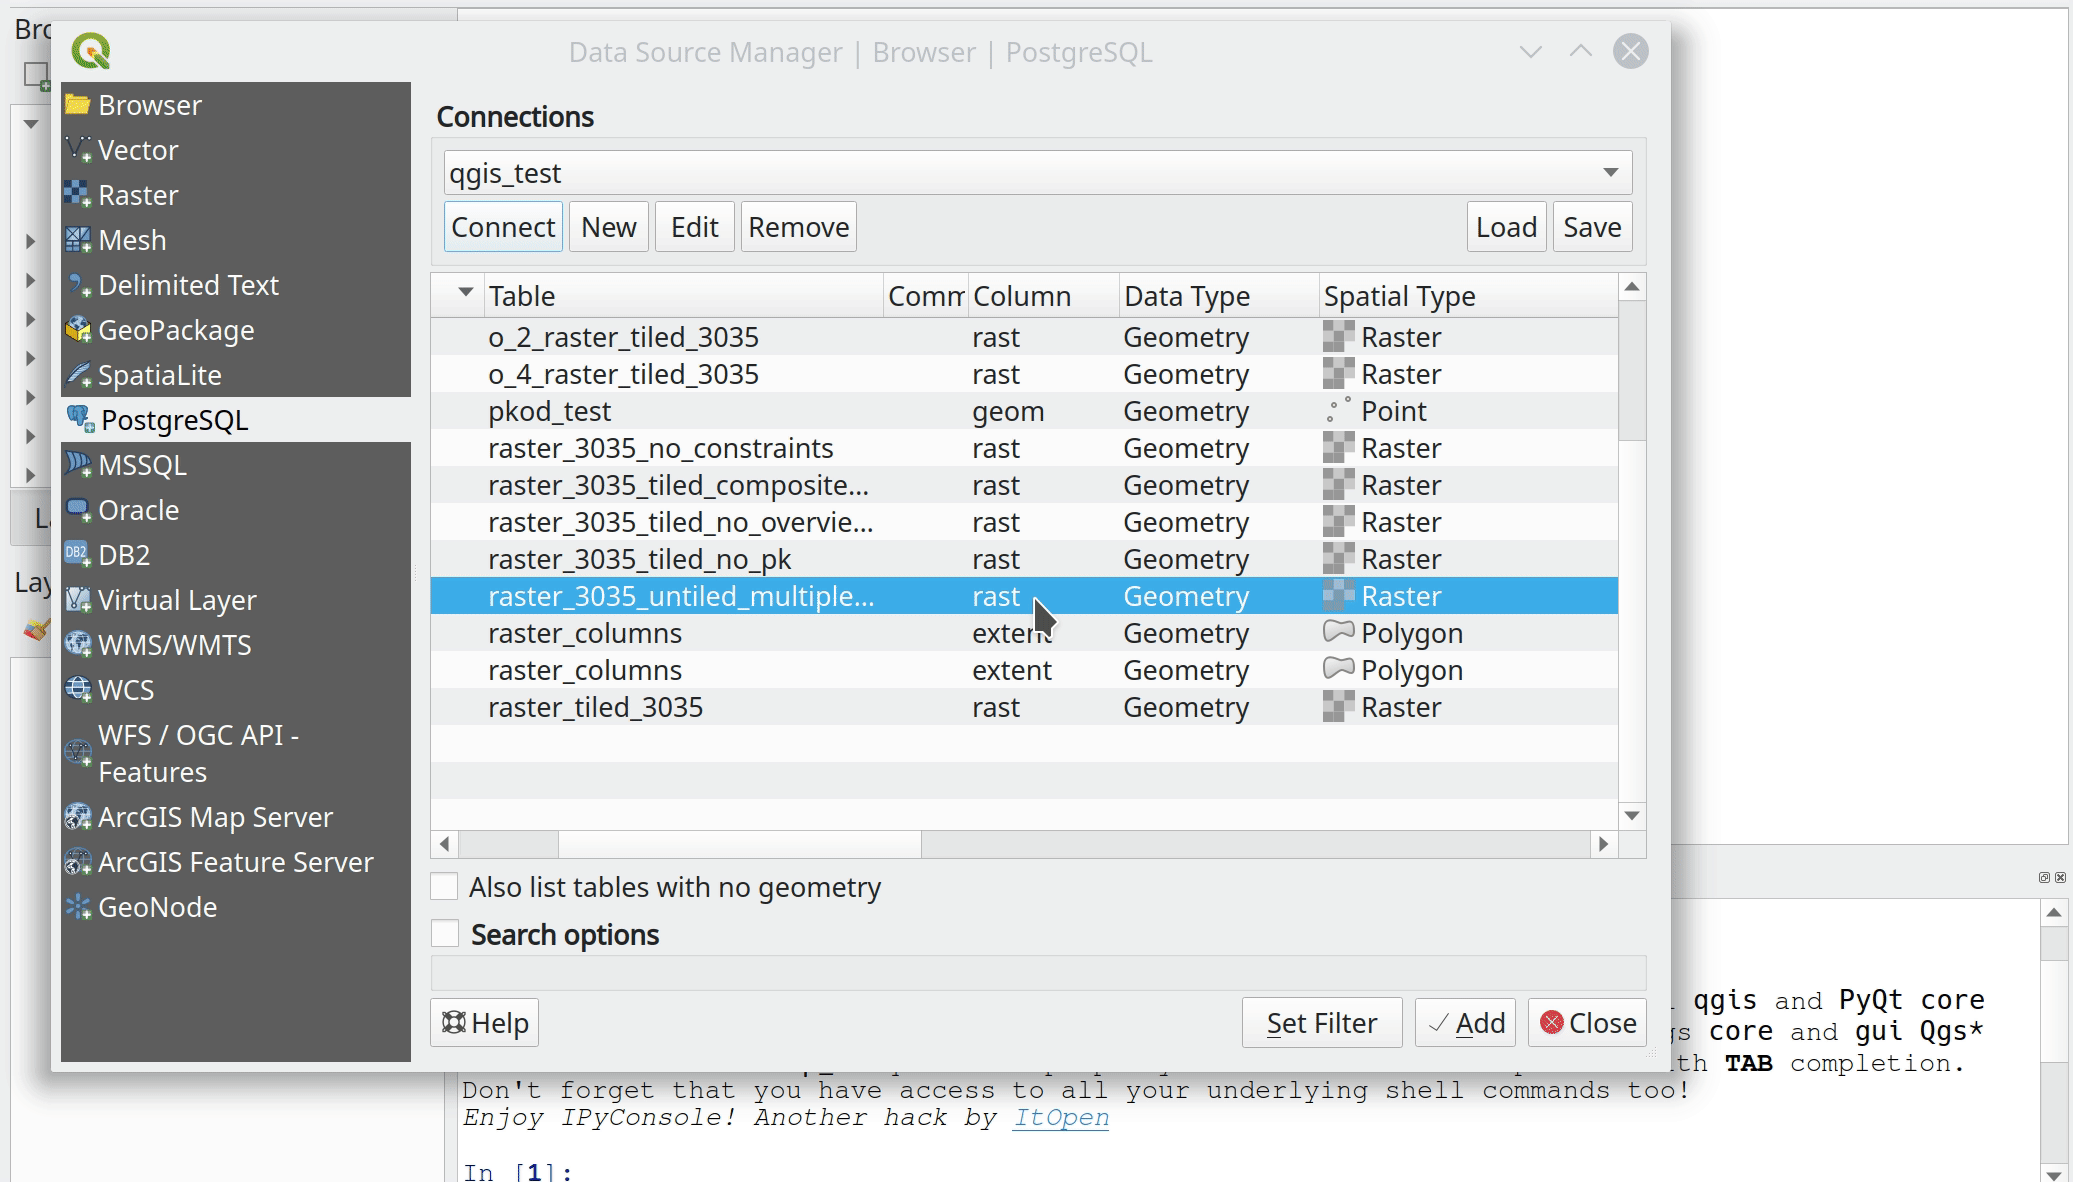 Bro
Data Source Manager | Browser | PostgreSQL
Browser
Vector
Raster
Mesh
Delimited Text
GeoPackage
SpatiaLite
PostgreSQL
MSSQL
Oracle
DB2
DB2
Virtual Layer
WMS/WMTS
WCS
WFS / OGC API -
Features
ArcGIS Map Server
ArcGIS Feature Server
GeoNode
Lay
Connections
qgis_test
Connect New Edit Remove Load Save
Table Comm Column Data Type Spatial Type
o_2_raster_tiled_3035 rast Geometry Raster
o_4_raster_tiled_3035 rast Geometry Raster
pkod_test geom Geometry Point
raster_3035_no_constraints rast Geometry Raster
raster_3035_tiled_composite... rast Geometry Raster
raster_3035_tiled_no_overvie... rast Geometry Raster
raster_3035_tiled_no_pk rast Geometry Raster
raster_3035_untiled_multiple... rast Geometry Raster
raster_columns extent Geometry Polygon
raster_columns extent Geometry Polygon
raster_tiled_3035 rast Geometry Raster
Also list tables with no geometry
Search options
Help Set Filter Add Close
qgis and PyQt core
gs core and gui Qgs*
th TAB completion.
Don't forget that you have access to all your underlying shell commands too!
Enjoy IPyConsole! Another hack by ItOpen
In [1]: